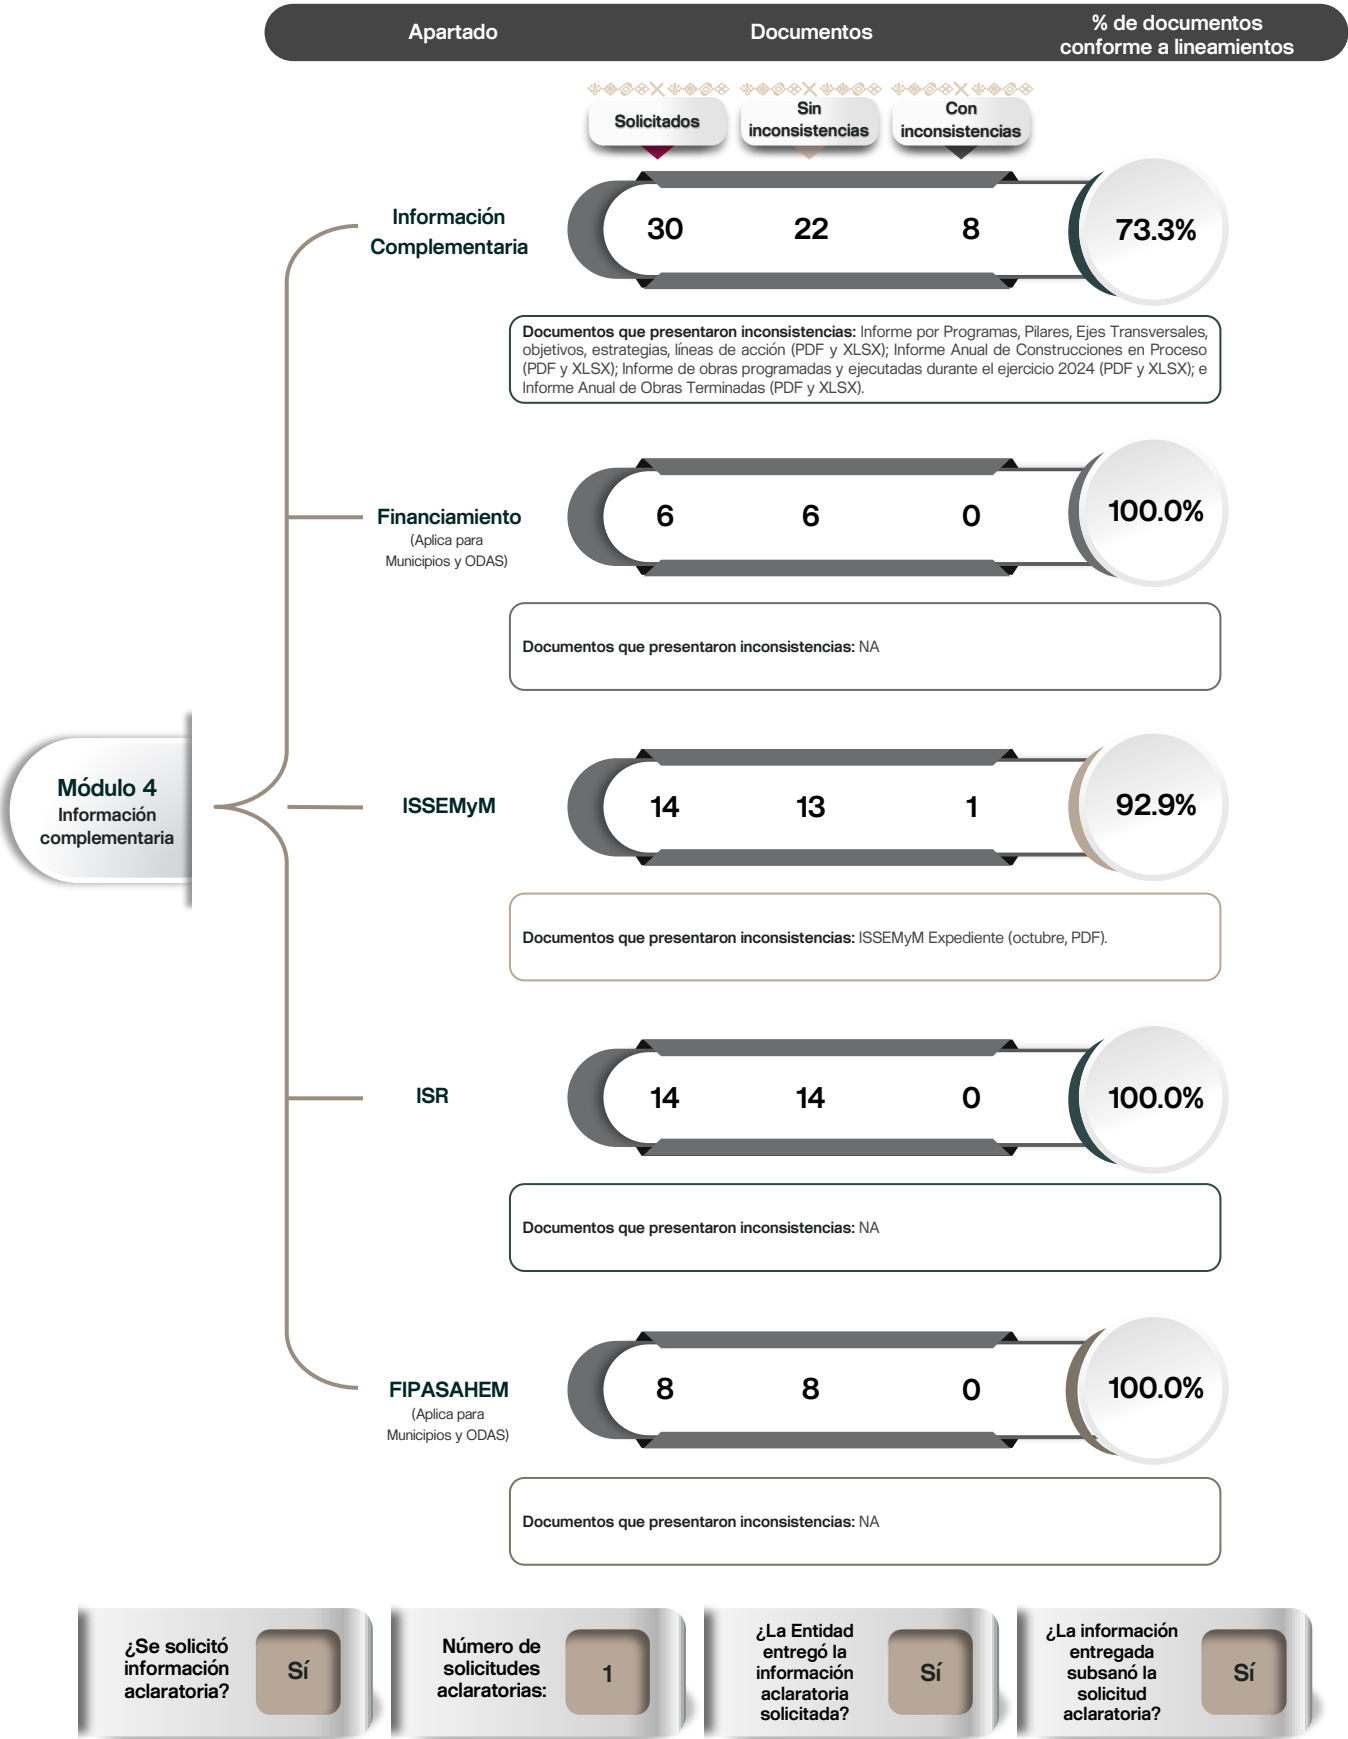 Apartado
Documentos
% de documentos
conforme a lineamientos
Solicitados
Sin
inconsistencias
Con
inconsistencias
Información
Complementaria
30
22
8
73.3%
Documentos que presentaron inconsistencias: Informe por Programas, Pilares, Ejes Transversales,
objetivos, estrategias, líneas de acción (PDF y XLSX); Informe Anual de Construcciones en Proceso
(PDF y XLSX); Informe de obras programadas y ejecutadas durante el ejercicio 2024 (PDF y XLSX); e
Informe Anual de Obras Terminadas (PDF y XLSX).
Financiamiento
(Aplica para
Municipios y ODAS)
6
6
0
100.0%
Documentos que presentaron inconsistencias: NA
Módulo 4
Información
complementaria
ISSEMyM
14
13
1
92.9%
Documentos que presentaron inconsistencias: ISSEMyM Expediente (octubre, PDF).
ISR
14
14
0
100.0%
Documentos que presentaron inconsistencias: NA
FIPASAHEM
(Aplica para
Municipios y ODAS)
8
8
0
100.0%
Documentos que presentaron inconsistencias: NA
¿Se solicitó
información
aclaratoria?
Sí
Número de
solicitudes
aclaratorias:
1
¿La Entidad
entregó la
información
aclaratoria
solicitada?
Sí
¿La información
entregada
subsanó la
solicitud
aclaratoria?
Sí